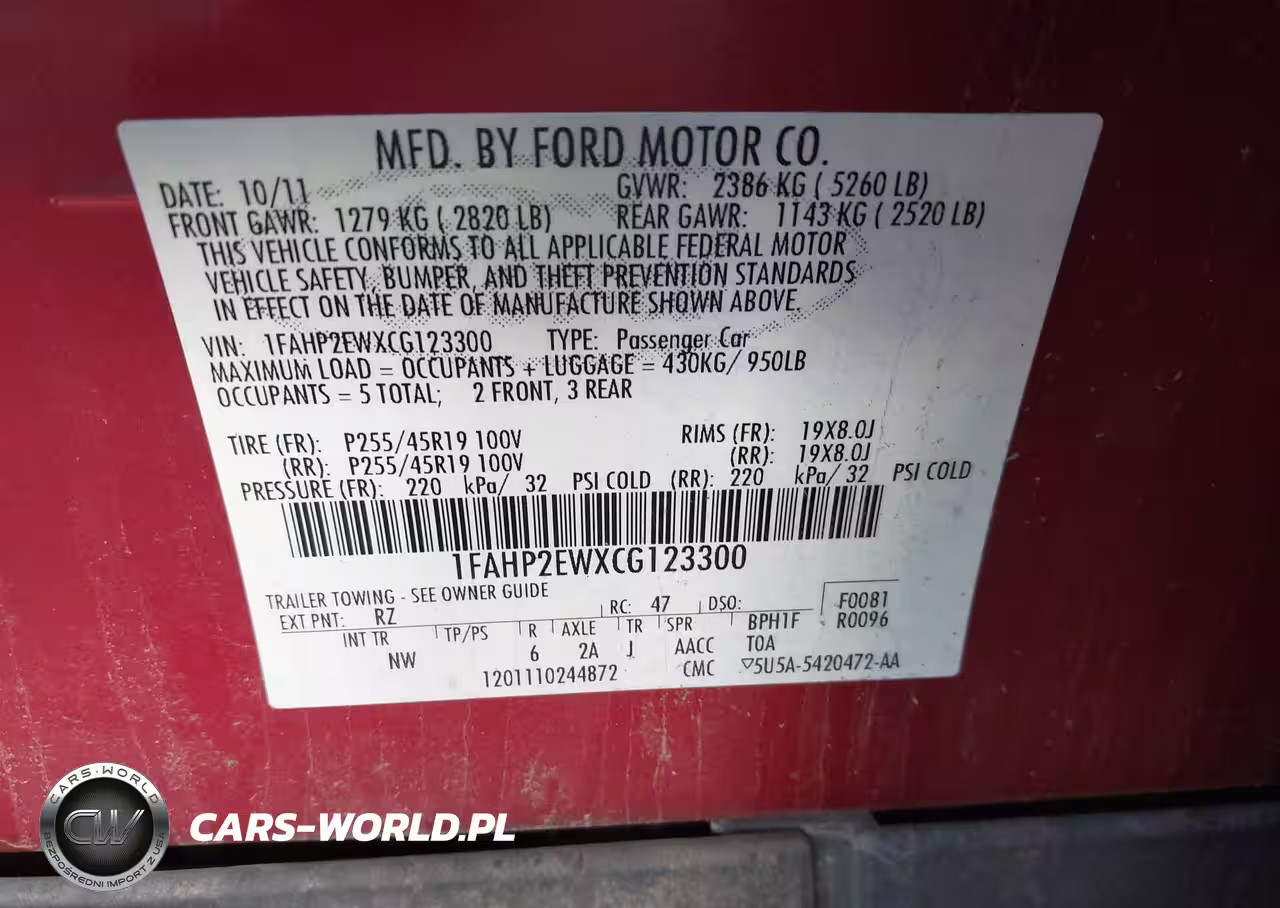 MFD. BY FORD MOTOR CO.
DATE: 10/11 GVWR: 2386 KG ( 5260 LB)
FRONT GAWR: 1279 KG ( 2820 LB) REAR GAWR: 1143 KG ( 2520 LB)
THIS VEHICLE CONFORMS TO ALL APPLICABLE FEDERAL MOTOR
VEHICLE SAFETY, BUMPER, AND THEFT PREVENTION STANDARDS
IN EFFECT ON THE DATE OF MANUFACTURE SHOWN ABOVE.
VIN: 1FAHP2EWXCG123300 TYPE: Passenger Car
MAXIMUM LOAD = OCCUPANTS + LUGGAGE = 430KG/ 950LB
OCCUPANTS = 5 TOTAL; 2 FRONT, 3 REAR
TIRE (FR): P255/45R19 100V RIMS (FR): 19X8.0J
(RR): P255/45R19 100V (RR): 19X8.0J
PRESSURE (FR): 220 kPa/ 32 PSI COLD (RR): 220 kPa/ 32 PSI COLD
1FAHP2EWXCG123300
TRAILER TOWING - SEE OWNER GUIDE
EXT PNT: RZ RC: 47 DSO: F0081
INT TR TP/PS R AXLE TR SPR BPH1F R0096
NW 6 2A J AACC TOA
1201110244872 CMC ▽5U5A-5420472-AA
CARS-WORLD
CW
BEZPOŚREDNI IMPORT Z USA
CARS-WORLD.PL